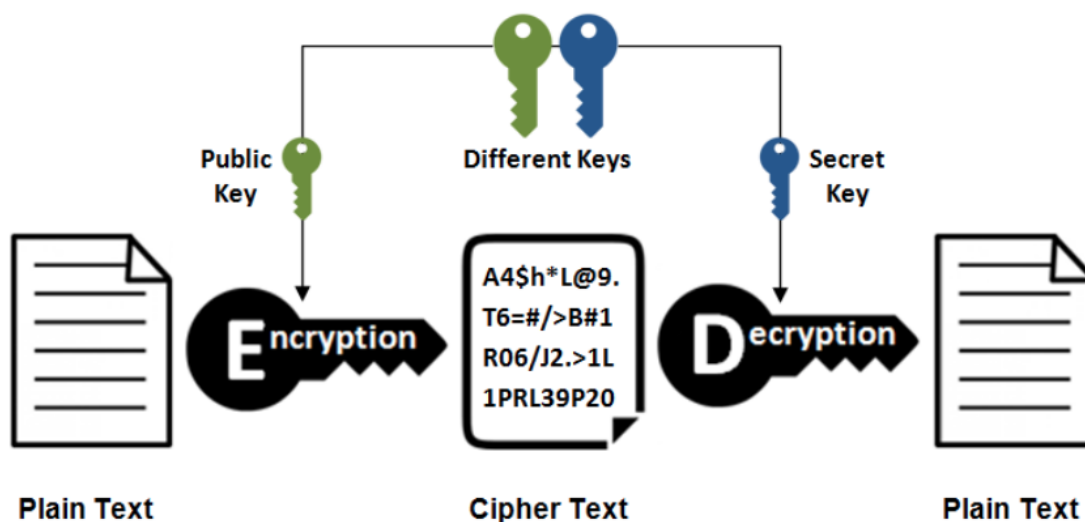 Public
Key
Different Keys
Secret
Key
Encryption
A4$h*L@9.
T6=#/>B#1
R06/J2.>1L
1PRL39P20
Decryption
Plain Text
Cipher Text
Plain Text